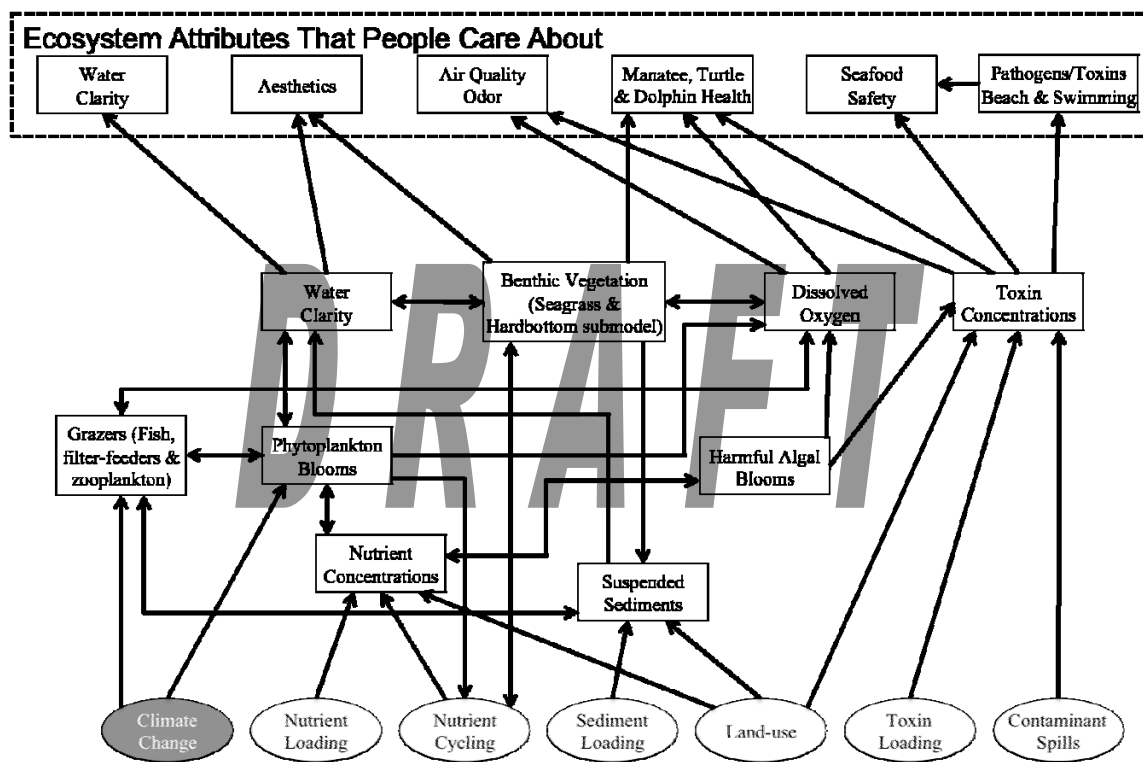 Ecosystem Attributes That People Care About
Water
Clarity
Aesthetics
Air Quality
Odor
Manatee, Turtle
& Dolphin Health
Seafood
Safety
Pathogens/Toxins
Beach & Swimming
Water
Clarity
Benthic Vegetation
(Seagrass &
Hardbottom submodel)
Dissolved
Oxygen
Toxin
Concentrations
DRAFT
Grazers (Fish,
filter-feeders &
zooplankton)
Phytoplankton
Blooms
Harmful Algal
Blooms
Nutrient
Concentrations
Suspended
Sediments
Climate
Change
Nutrient
Loading
Nutrient
Cycling
Sediment
Loading
Land-use
Toxin
Loading
Contaminant
Spills